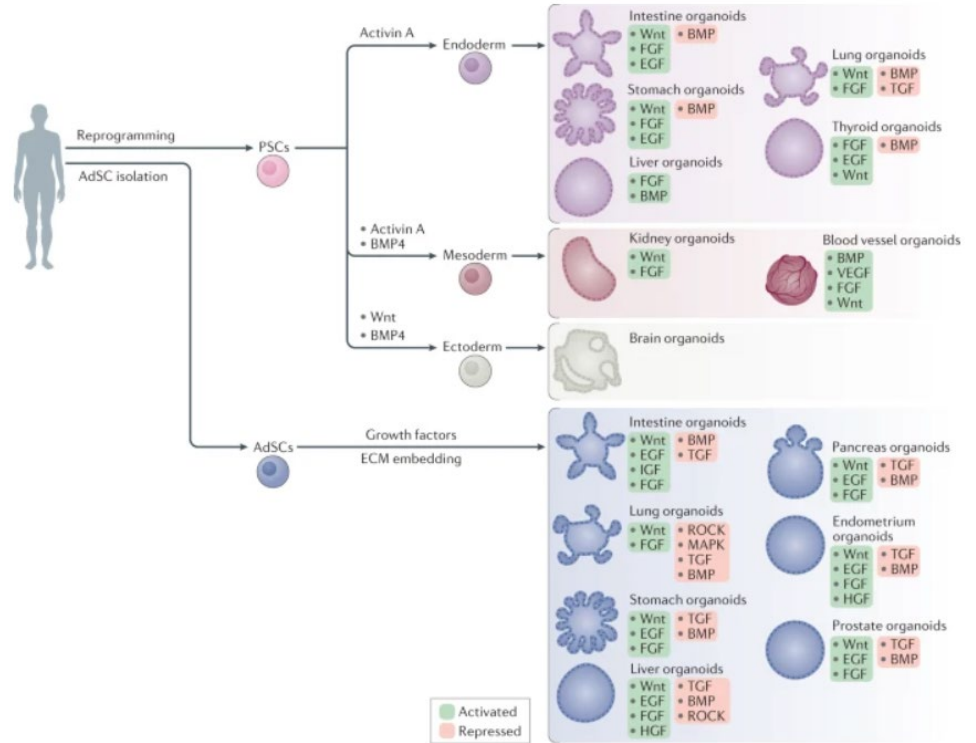 Reprogramming
AdSC isolation
PSCs
Activin A
Endoderm
Intestine organoids
• Wnt
• FGF
• EGF
• BMP
Stomach organoids
• Wnt
• FGF
• EGF
• BMP
Liver organoids
• FGF
• BMP
Lung organoids
• Wnt
• FGF
• BMP
• TGF
Thyroid organoids
• FGF
• EGF
• Wnt
• BMP
• Activin A
• BMP4
Mesoderm
Kidney organoids
• Wnt
• FGF
Blood vessel organoids
• BMP
• VEGF
• FGF
• Wnt
• Wnt
• BMP4
Ectoderm
Brain organoids
AdSCs
Growth factors
ECM embedding
Intestine organoids
• Wnt
• EGF
• IGF
• FGF
• BMP
• TGF
Lung organoids
• Wnt
• FGF
• ROCK
• MAPK
• TGF
• BMP
Stomach organoids
• Wnt
• EGF
• FGF
• TGF
• BMP
Liver organoids
• Wnt
• EGF
• FGF
• HGF
• TGF
• BMP
• ROCK
Pancreas organoids
• Wnt
• EGF
• FGF
• TGF
• BMP
Endometrium
organoids
• Wnt
• EGF
• FGF
• HGF
• TGF
• BMP
Prostate organoids
• Wnt
• EGF
• FGF
• TGF
• BMP
Activated
Repressed